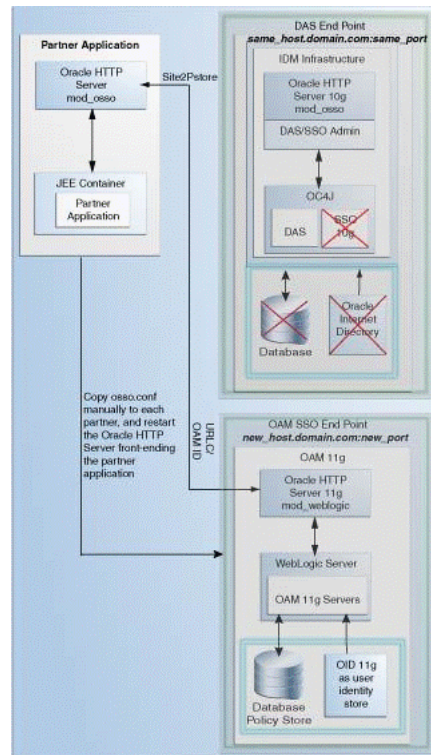 Partner Application
Oracle HTTP
Server
mod_osso
JEE Container
Partner
Application
Site2Pstore
Copy osso.conf
manually to each
partner, and restart
the Oracle HTTP
Server front-ending
the partner
application
URLC/
OAM ID
DAS End Point
same_host.domain.com:same_port
IDM Infrastructure
Oracle HTTP
Server 10g
mod_osso
DAS/SSO Admin
OC4J
DAS
SSO
10g
Database
Oracle
Internet
Directory
OAM SSO End Point
new_host.domain.com:new_port
OAM 11g
Oracle HTTP
Server 11g
mod_weblogic
WebLogic Server
OAM 11g Servers
Database
Policy Store
OID 11g
as user
identity
store